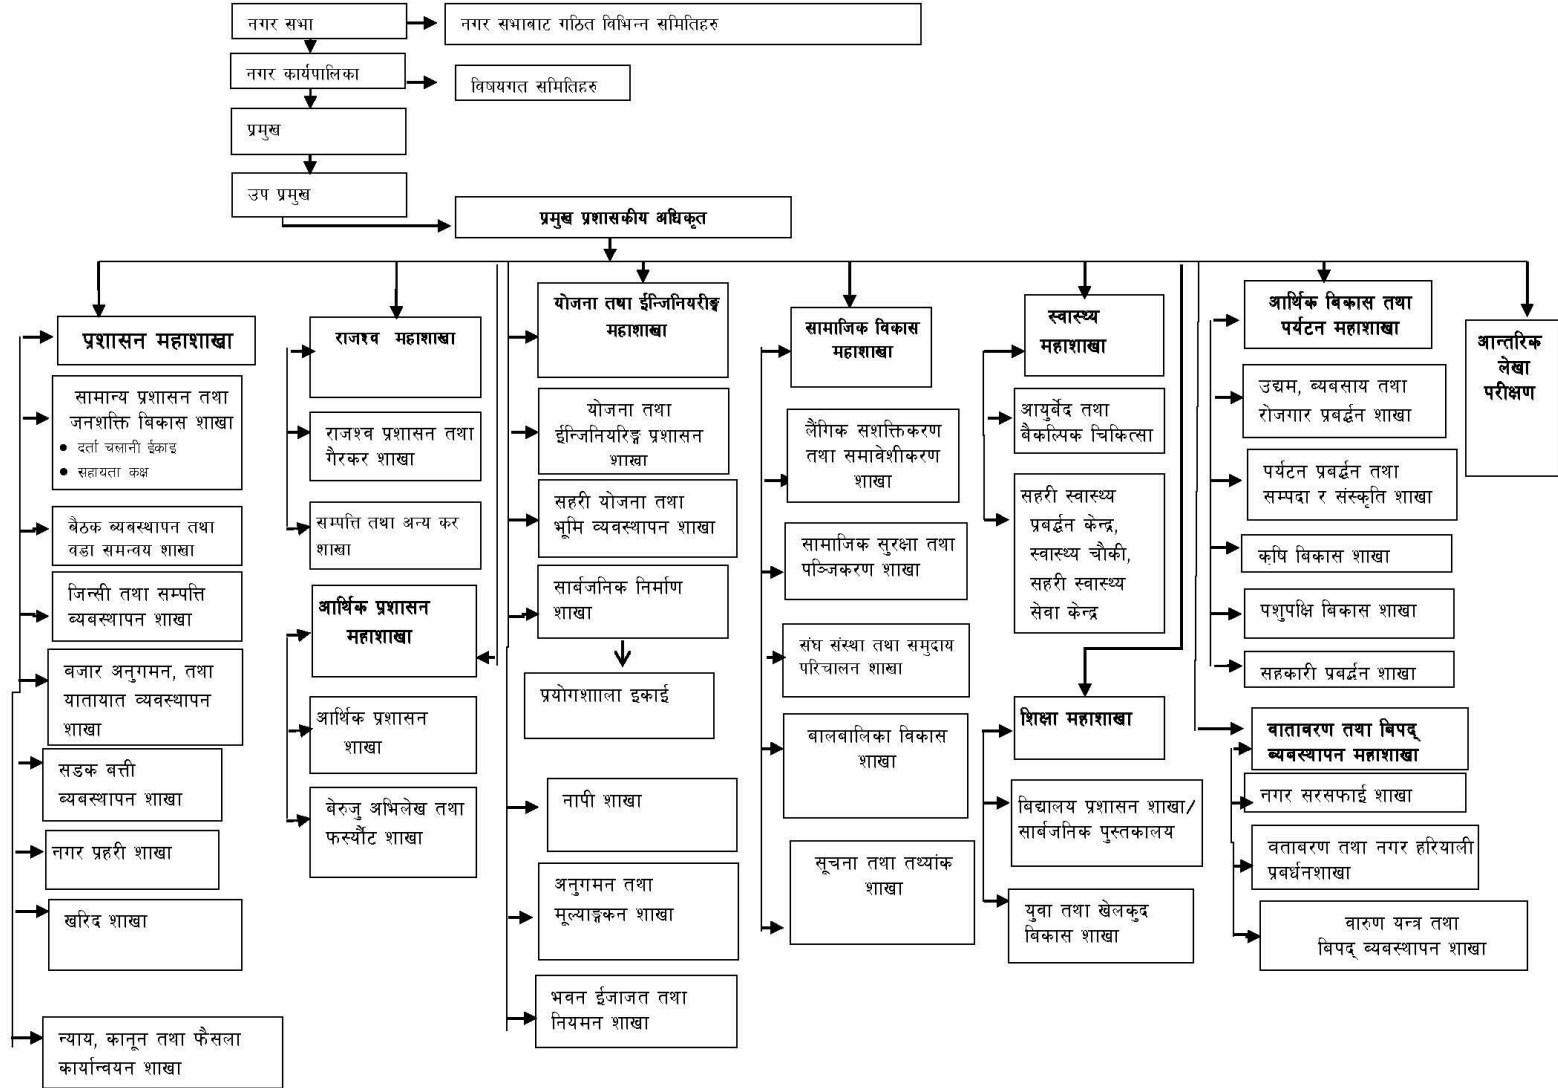 नगर सभा
नगर सभाबाट गठित विभिन्न समितिहरु
नगर कार्यपालिका
विषयगत समितिहरु
प्रमुख
उप प्रमुख
प्रमुख प्रशासकीय अधिकृत
प्रशासन महाशाखा
सामान्य प्रशासन तथा
जनशक्ति बिकास शाखा
● दर्ता चलानी ईकाइ
● सहायता कक्ष
बैठक ब्यबस्थापन तथा
वडा समन्वय शाखा
जिन्सी तथा सम्पत्ति
ब्यबस्थापन शाखा
बजार अनुगमन, तथा
यातायात व्यवस्थापन
शाखा
सडक बत्ती
ब्यबस्थापन शाखा
नगर प्रहरी शाखा
खरिद शाखा
न्याय, कानून तथा फैसला
कार्यान्वयन शाखा
राजश्व महाशाखा
राजश्व प्रशासन तथा
गैरकर शाखा
सम्पत्ति तथा अन्य कर
शाखा
आर्थिक प्रशासन
महाशाखा
आर्थिक प्रशासन
शाखा
बेरुजु अभिलेख तथा
फर्स्यौट शाखा
योजना तथा ईन्जिनियरीङ्ग
महाशाखा
योजना तथा
ईन्जिनियरिङ्ग प्रशासन
शाखा
सहरी योजना तथा
भूमि व्यवस्थापन शाखा
सार्बजनिक निर्माण
शाखा
प्रयोगशााला इकाई
नापी शाखा
अनुगमन तथा
मूल्याङ्कन शाखा
भवन ईजाजत तथा
नियमन शाखा
सामाजिक विकास
महाशाखा
लैंगिक सशक्तिकरण
तथा समावेशीकरण
शाखा
सामाजिक सुरक्षा तथा
पञ्जिकरण शाखा
संघ संस्था तथा समुदाय
परिचालन शाखा
बालबालिका विकास
शाखा
सूचना तथा तथ्यांक
शाखा
स्वास्थ्य
महाशाखा
आयुर्बेद तथा
बैकल्पिक चिकित्सा
सहरी स्वास्थ्य
प्रबर्द्धन केन्द्र,
स्वास्थ्य चौकी,
सहरी स्वास्थ्य
सेवा केन्द्र
शिक्षा महाशाखा
बिद्यालय प्रशासन शाखा/
सार्बजनिक पुस्तकालय
युवा तथा खेलकुद
बिकास शाखा
आर्थिक बिकास तथा
पर्यटन महाशाखा
उद्यम, ब्यबसाय तथा
रोजगार प्रबर्द्धन शाखा
पर्यटन प्रबर्द्धन तथा
सम्पदा र संस्कृति शाखा
कृषि बिकास शाखा
पशुपक्षि बिकास शाखा
सहकारी प्रबर्द्धन शाखा
वाताबरण तथा बिपद्
ब्यबस्थापन महाशाखा
नगर सरसफाई शाखा
वताबरण तथा नगर हरियाली
प्रबर्धनशाखा
वारुण यन्त्र तथा
बिपद् ब्यबस्थापन शाखा
आन्तरिक
लेखा
परीक्षण